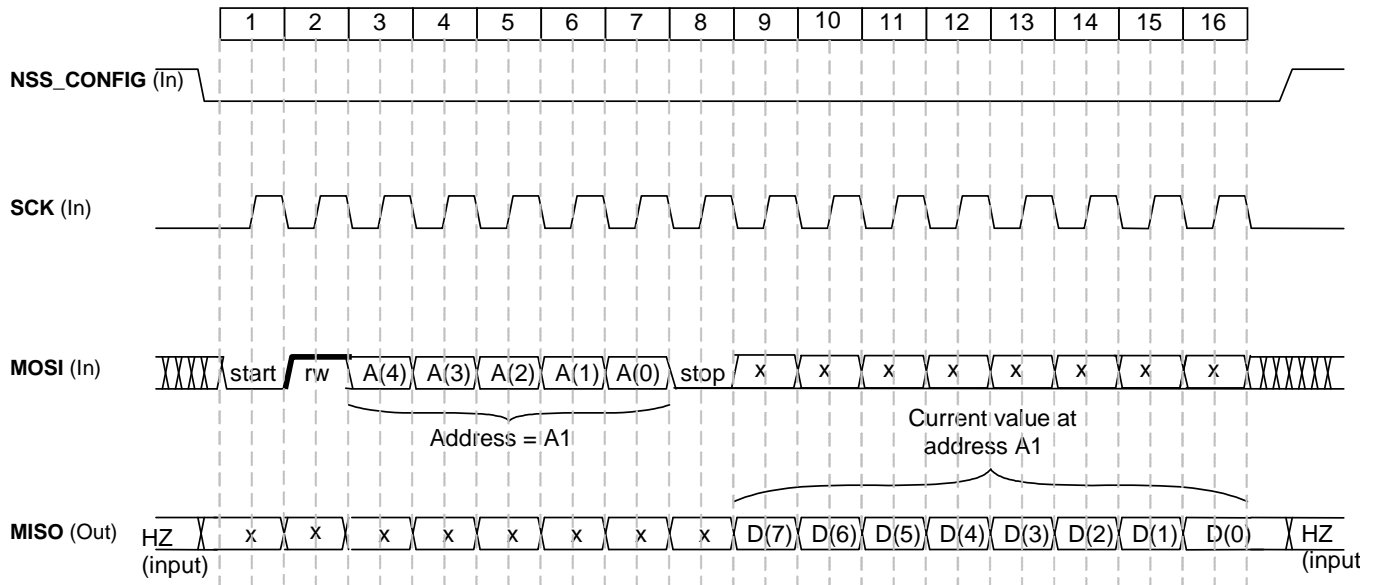 1 2 3 4 5 6 7 8 9 10 11 12 13 14 15 16
NSS_CONFIG (In)
SCK (In)
MOSI (In) start rw A(4) A(3) A(2) A(1) A(0) stop x x x x x x x x
Address = A1
Current value at
address A1
MISO (Out) HZ x x x x x x x x D(7) D(6) D(5) D(4) D(3) D(2) D(1) D(0) HZ
(input) (input